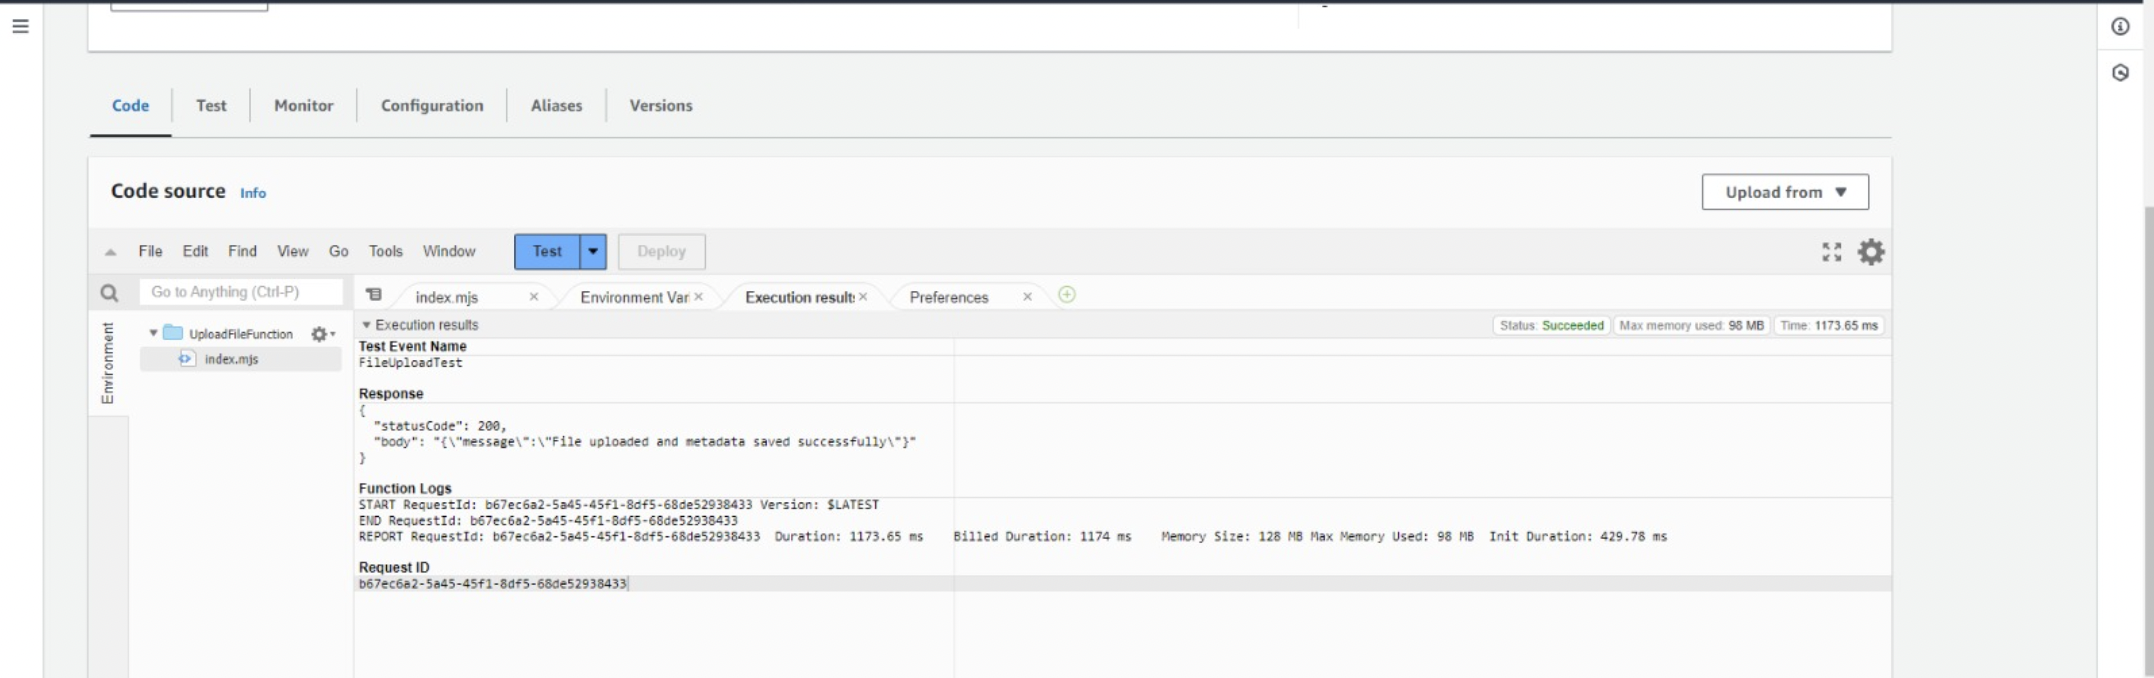 Code Test Monitor Configuration Aliases Versions
Code source Info
Upload from
File Edit Find View Go Tools Window Test Deploy
Go to Anything (Ctrl-P)
index.mjs Environment Var Execution results Preferences
Environment
UploadFileFunction
index.mjs
Execution results
Status: Succeeded Max memory used: 98 MB Time: 1173.65 ms
Test Event Name
FileUploadTest
Response
{
"statusCode": 200,
"body": "{\"message\":\"File uploaded and metadata saved successfully\"}"
}
Function Logs
START RequestId: b67ec6a2-5a45-45f1-8df5-68de52938433 Version: $LATEST
END RequestId: b67ec6a2-5a45-45f1-8df5-68de52938433
REPORT RequestId: b67ec6a2-5a45-45f1-8df5-68de52938433 Duration: 1173.65 ms Billed Duration: 1174 ms Memory Size: 128 MB Max Memory Used: 98 MB Init Duration: 429.78 ms
Request ID
b67ec6a2-5a45-45f1-8df5-68de52938433